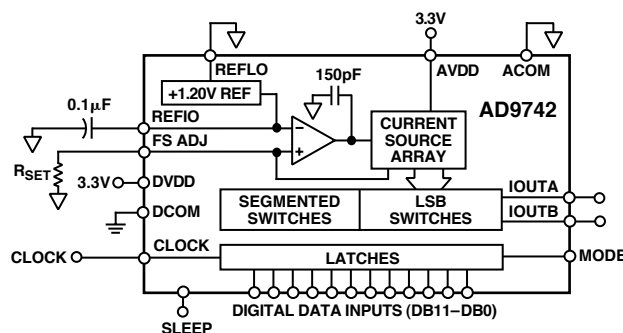 3.3V
REFLO
150pF
AVDD
ACOM
+1.20V REF
AD9742
0.1μF
REFIO
FS ADJ
−
+
CURRENT
SOURCE
ARRAY
RSET
3.3V
DVDD
DCOM
SEGMENTED
SWITCHES
LSB
SWITCHES
IOUTA
IOUTB
CLOCK
CLOCK
LATCHES
MODE
DIGITAL DATA INPUTS (DB11–DB0)
SLEEP